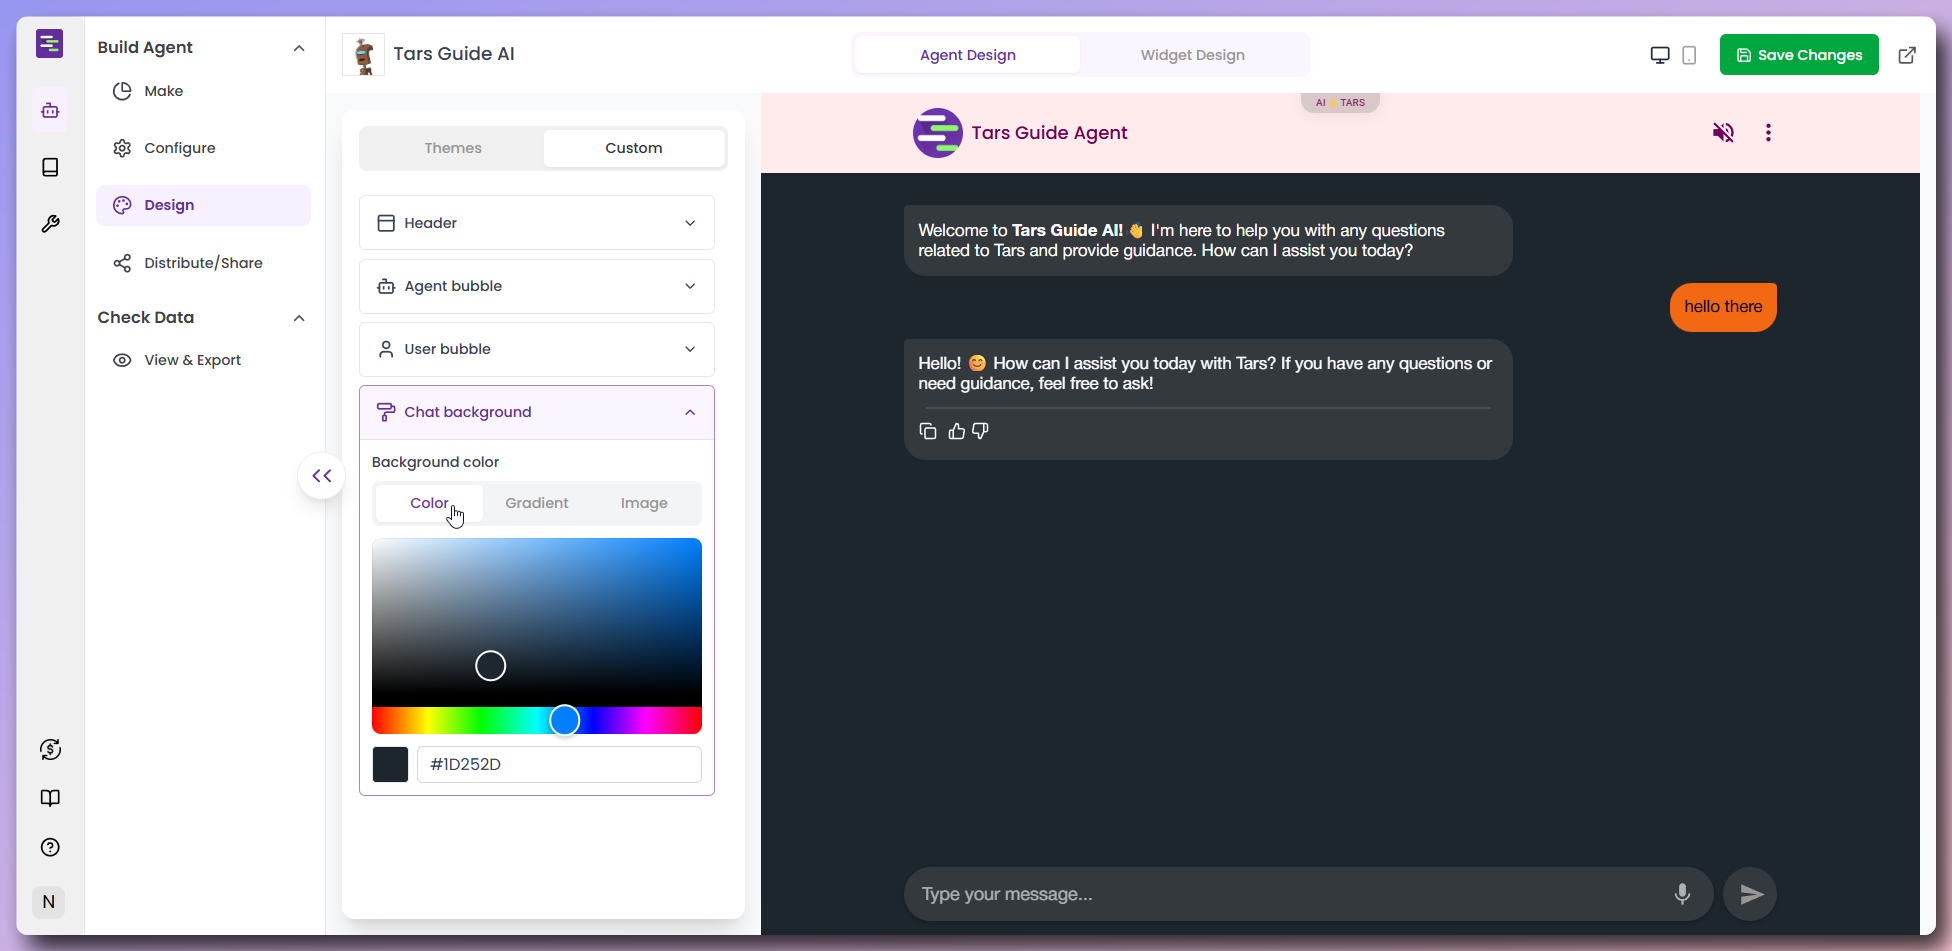 Build Agent
Make
Configure
Design
Distribute/Share
Check Data
View & Export
N
Tars Guide AI
Agent Design
Widget Design
Save Changes
Themes
Custom
Header
Agent bubble
User bubble
Chat background
Background color
Color
Gradient
Image
#1D252D
AI TARS
Tars Guide Agent
Welcome to Tars Guide AI! 👋 I'm here to help you with any questions
related to Tars and provide guidance. How can I assist you today?
hello there
Hello! 😊 How can I assist you today with Tars? If you have any questions or
need guidance, feel free to ask!
Type your message...